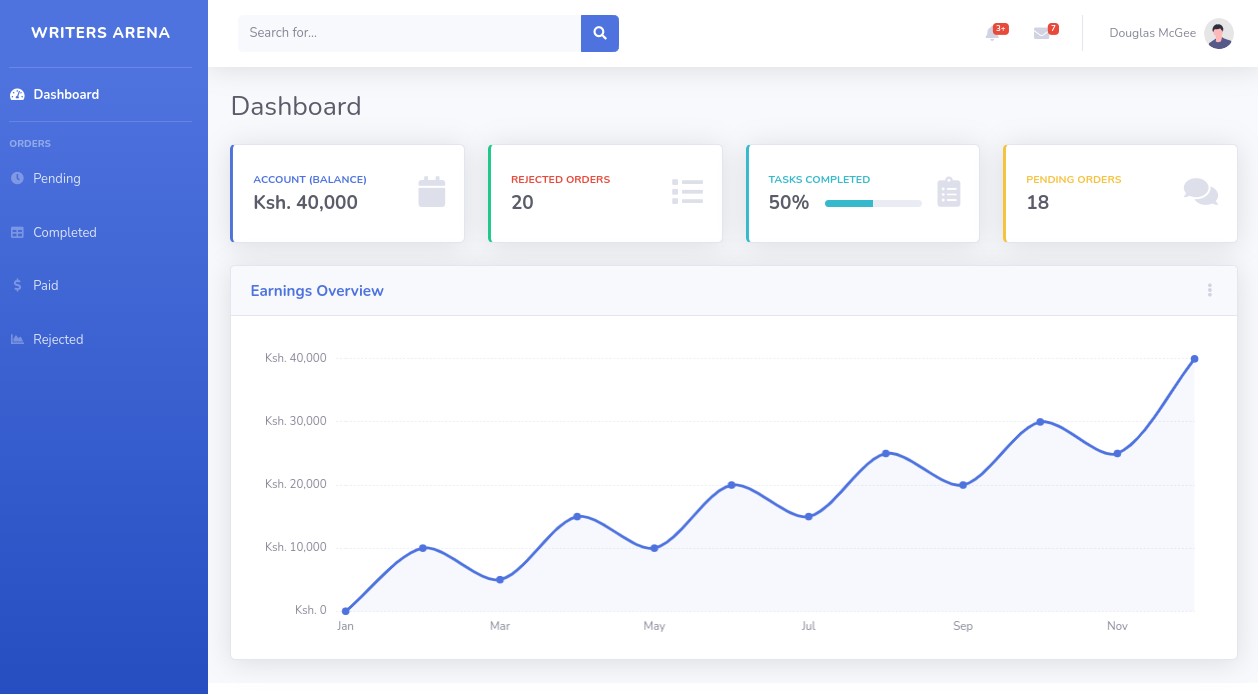 WRITERS ARENA
Search for...
3+
7
Douglas McGee
Dashboard
ORDERS
Pending
Completed
Paid
Rejected
Dashboard
ACCOUNT (BALANCE)
Ksh. 40,000
REJECTED ORDERS
20
TASKS COMPLETED
50%
PENDING ORDERS
18
Earnings Overview
Ksh. 40,000
Ksh. 30,000
Ksh. 20,000
Ksh. 10,000
Ksh. 0
Jan Mar May Jul Sep Nov